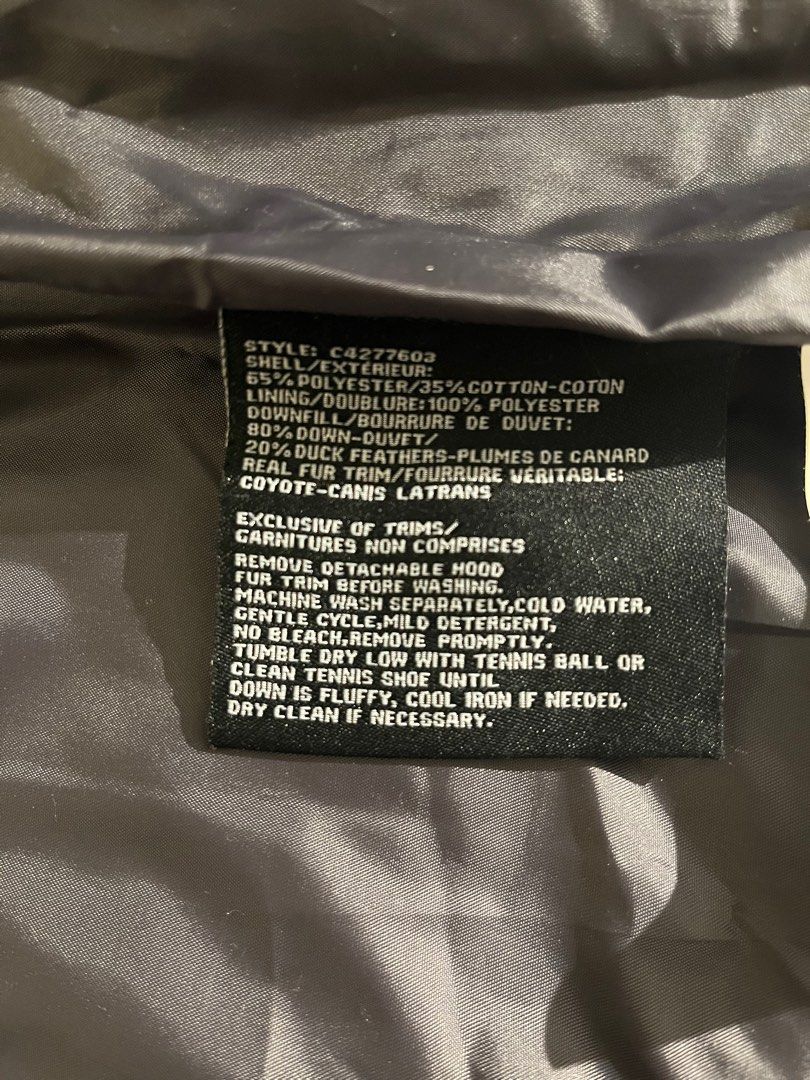 STYLE: C4277603
SHELL/EXTÉRIEUR:
65% POLYESTER/35% COTTON-COTON
LINING/DOUBLURE: 100% POLYESTER
DOWNFILL/BOURRURE DE DUVET:
80% DOWN-DUVET/
20% DUCK FEATHERS-PLUMES DE CANARD
REAL FUR TRIM/FOURRURE VÉRITABLE:
COYOTE-CANIS LATRANS
EXCLUSIVE OF TRIMS/
GARNITURES NON COMPRISES
REMOVE DETACHABLE HOOD
FUR TRIM BEFORE WASHING.
MACHINE WASH SEPARATELY,COLD WATER,
GENTLE CYCLE,MILD DETERGENT,
NO BLEACH,REMOVE PROMPTLY.
TUMBLE DRY LOW WITH TENNIS BALL OR
CLEAN TENNIS SHOE UNTIL
DOWN IS FLUFFY, COOL IRON IF NEEDED.
DRY CLEAN IF NECESSARY.